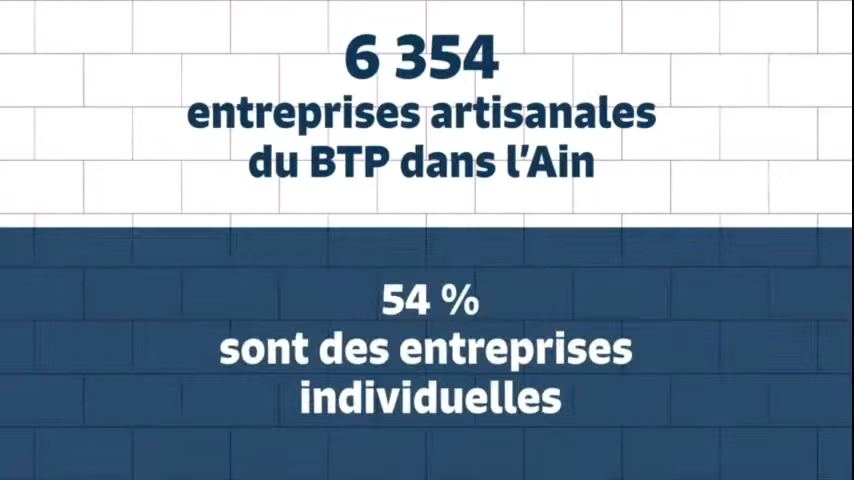 6 354
entreprises artisanales
du BTP dans l’Ain
54 %
sont des entreprises
individuelles